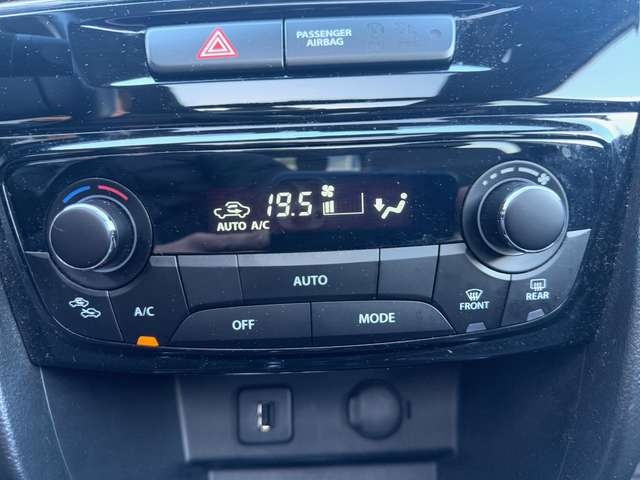 PASSENGER
AIRBAG
19.5
AUTO A/C
AUTO
A/C
OFF
MODE
FRONT
REAR